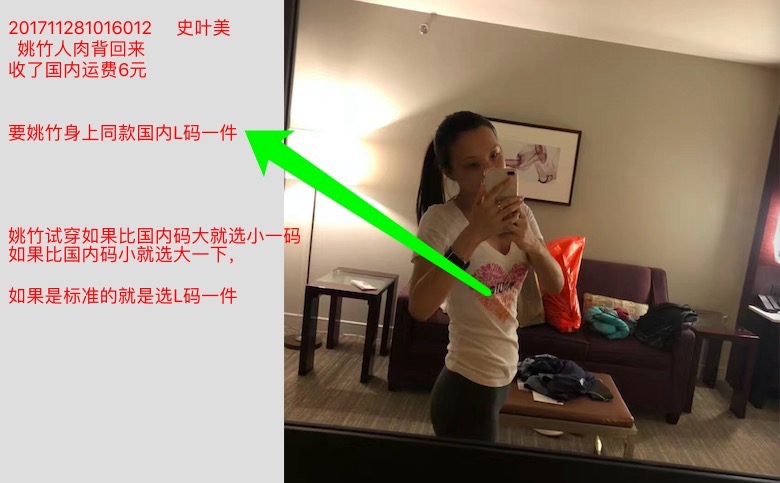 201711281016012 史叶美
姚竹人肉背回来
收了国内运费6元
要姚竹身上同款国内L码一件
姚竹试穿如果比国内码大就选小一码
如果比国内码小就选大一下，
如果是标准的就是选L码一件